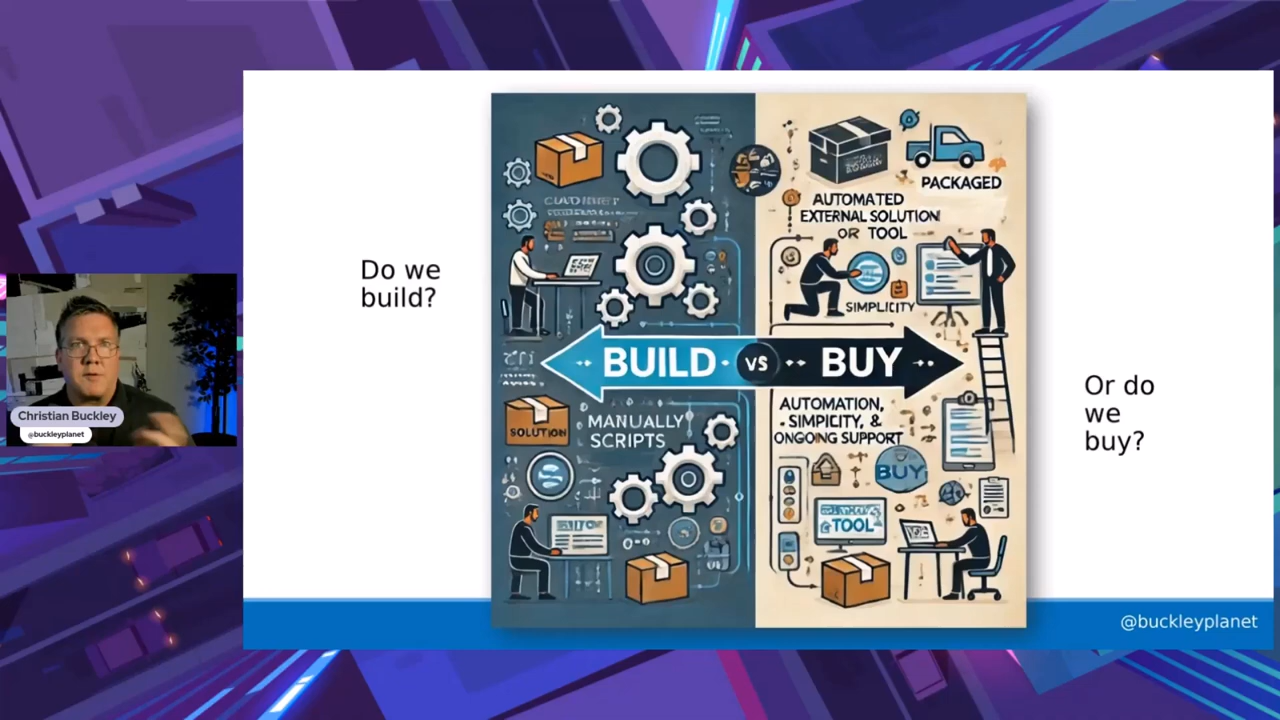 Do we
build?
PACKAGED
AUTOMATED
EXTERNAL SOLUTION
OR TOOL
SIMPLICITY
BUILD VS BUY
SOLUTION
MANUALLY
SCRIPTS
AUTOMATION,
SIMPLICITY, &
ONGOING SUPPORT
BUY
TOOL
Or do
we
buy?
Christian Buckley
@buckleyplanet
@buckleyplanet